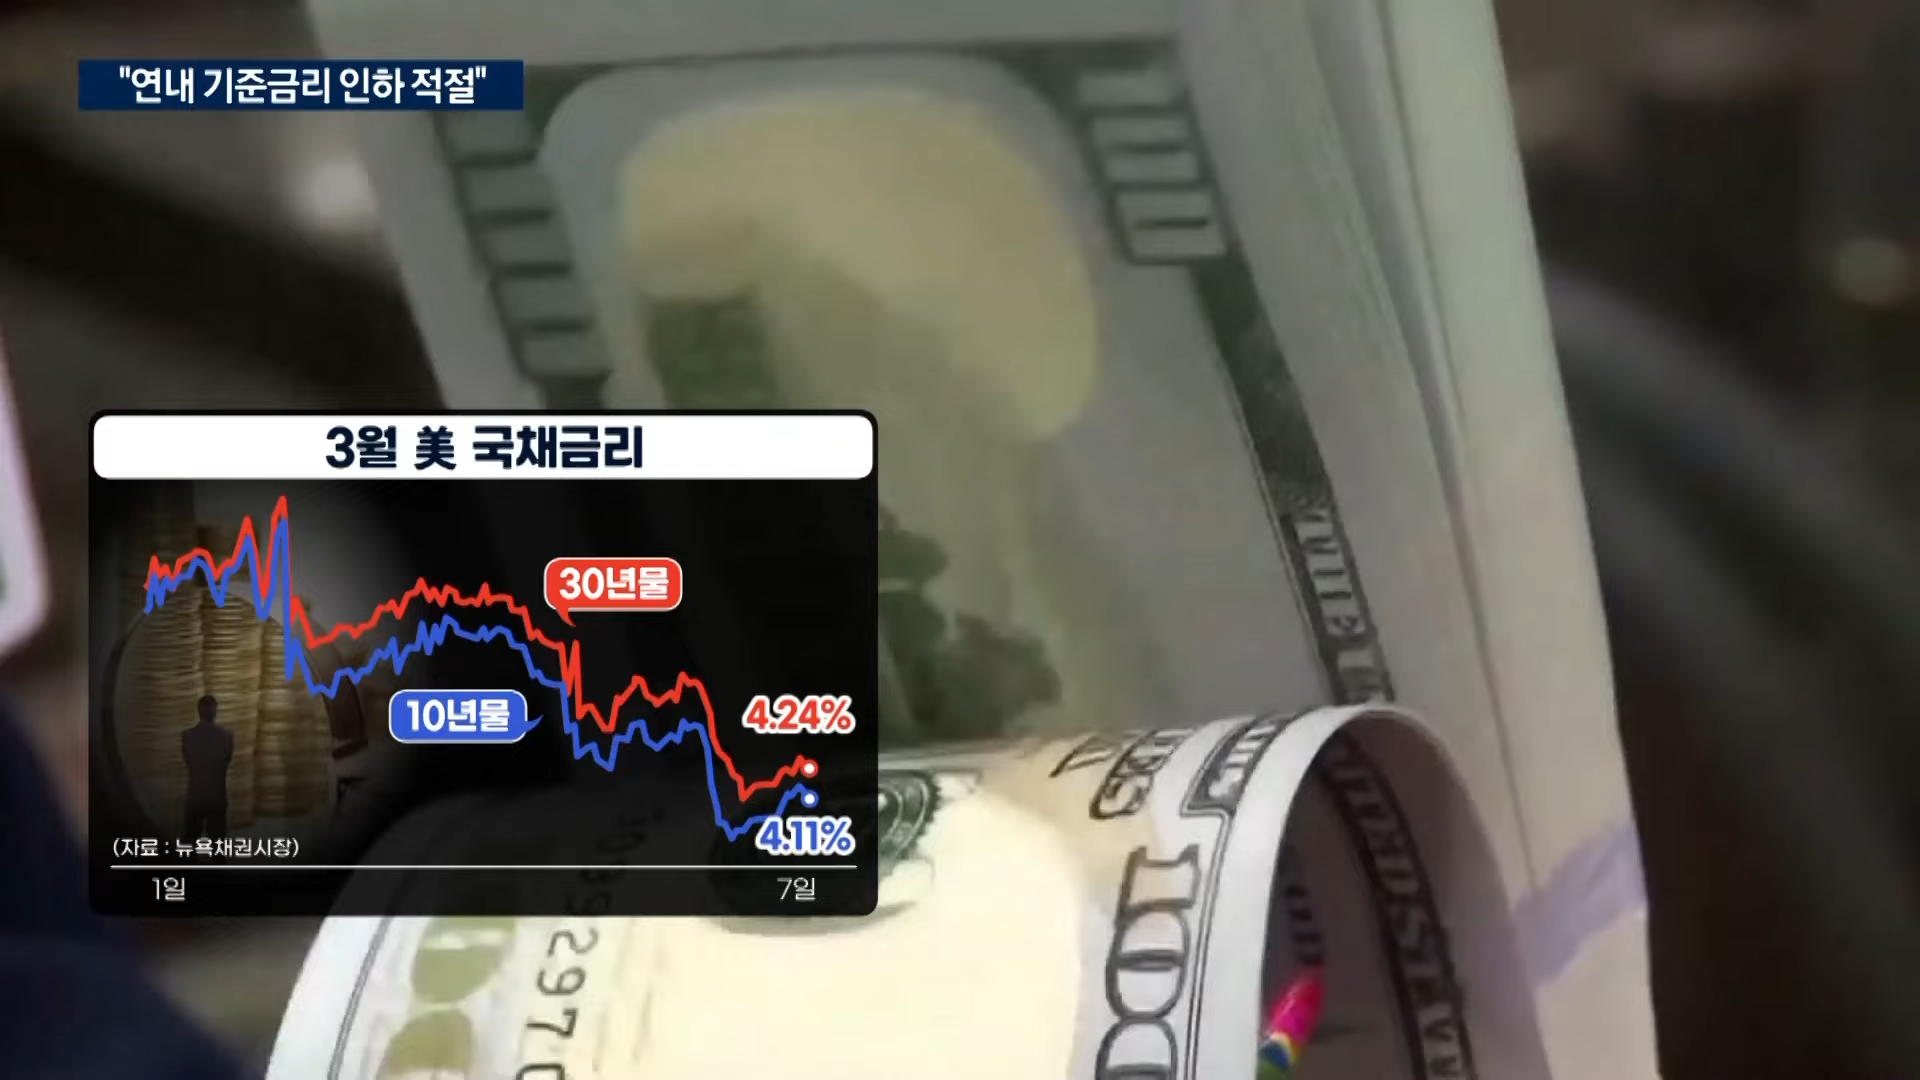 "연내 기준금리 인하 적절"
3월 美 국채금리
30년물
10년물
4.24%
4.11%
(자료 : 뉴욕채권시장)
1일
7일
100